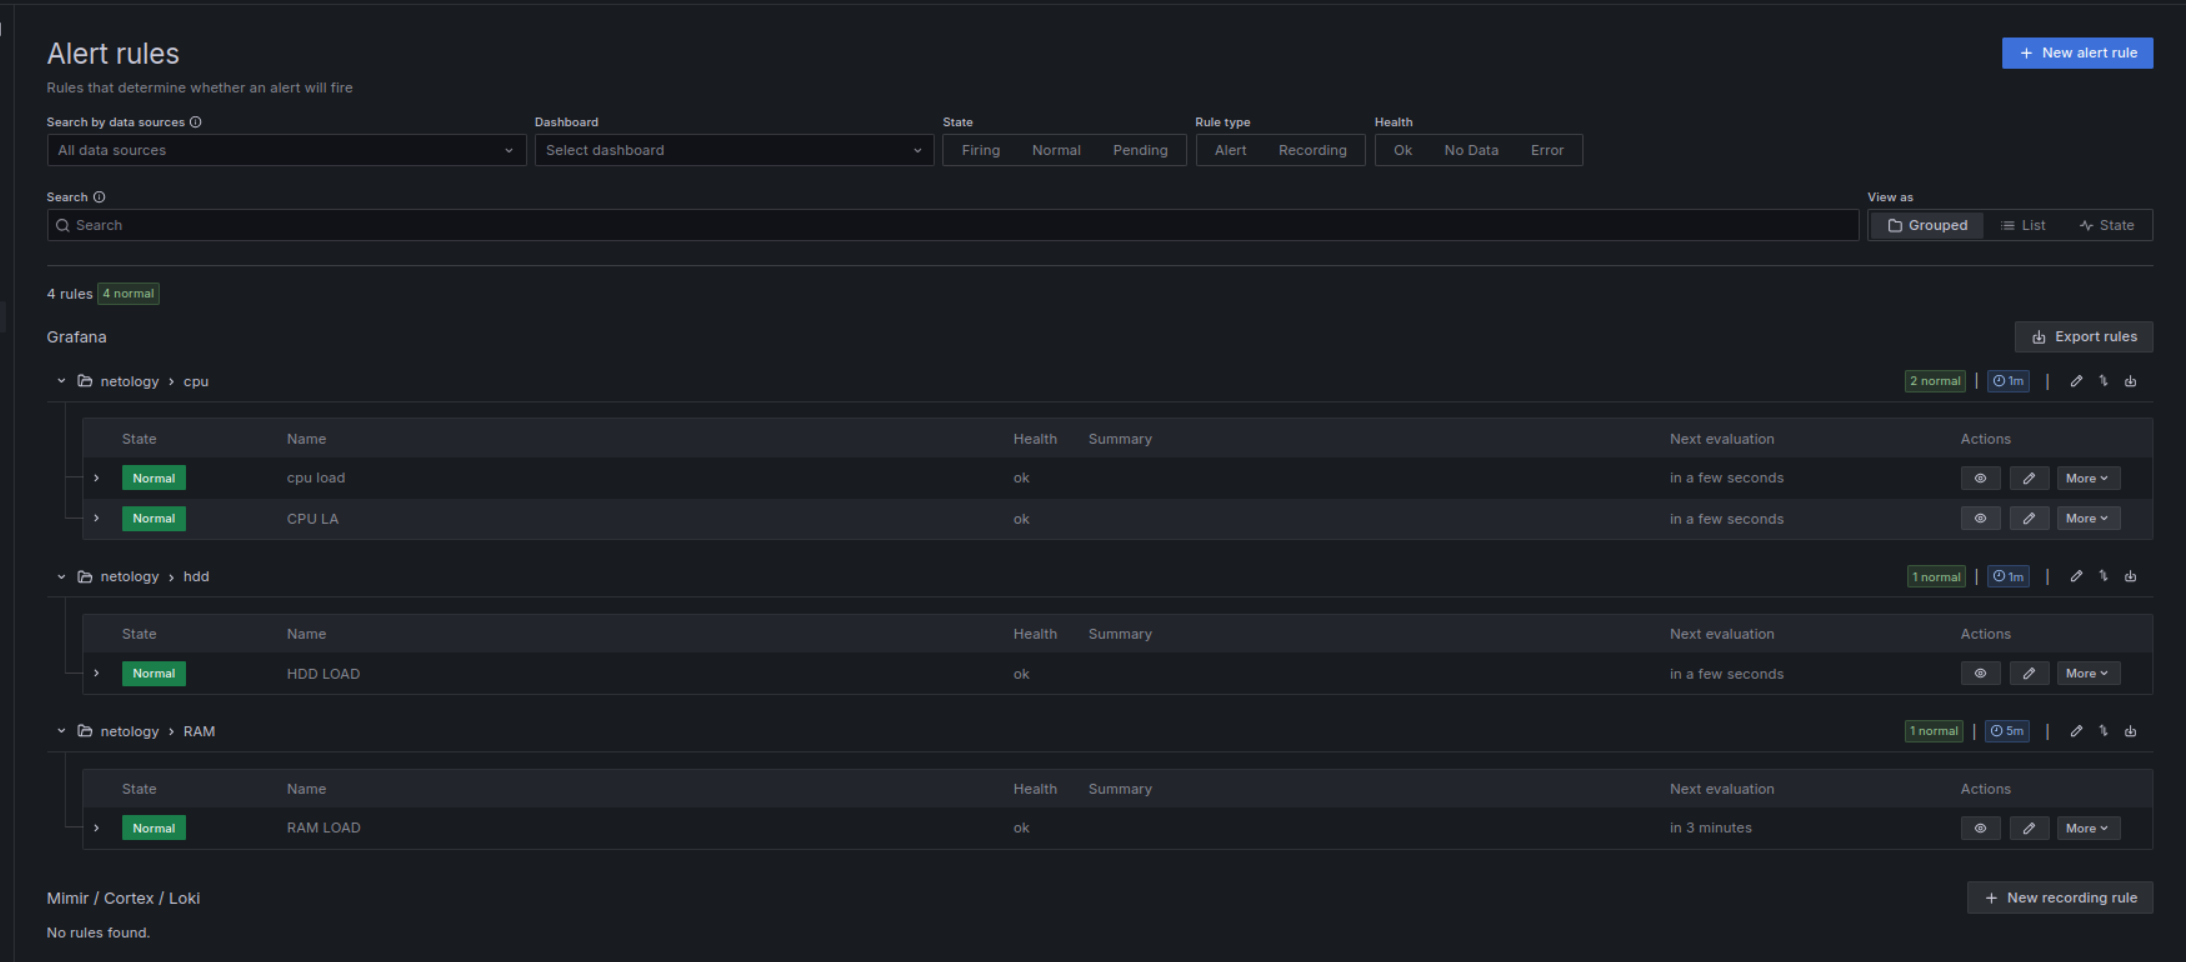 Alert rules
New alert rule
Rules that determine whether an alert will fire
Search by data sources Dashboard State Rule type Health
All data sources Select dashboard Firing Normal Pending Alert Recording Ok No Data Error
Search View as
Search Grouped List State
4 rules 4 normal
Grafana Export rules
netology > cpu 2 normal | 1m |
State Name Health Summary Next evaluation Actions
Normal cpu load ok in a few seconds More
Normal CPU LA ok in a few seconds More
netology > hdd 1 normal | 1m |
State Name Health Summary Next evaluation Actions
Normal HDD LOAD ok in a few seconds More
netology > RAM 1 normal | 5m |
State Name Health Summary Next evaluation Actions
Normal RAM LOAD ok in 3 minutes More
Mimir / Cortex / Loki New recording rule
No rules found.